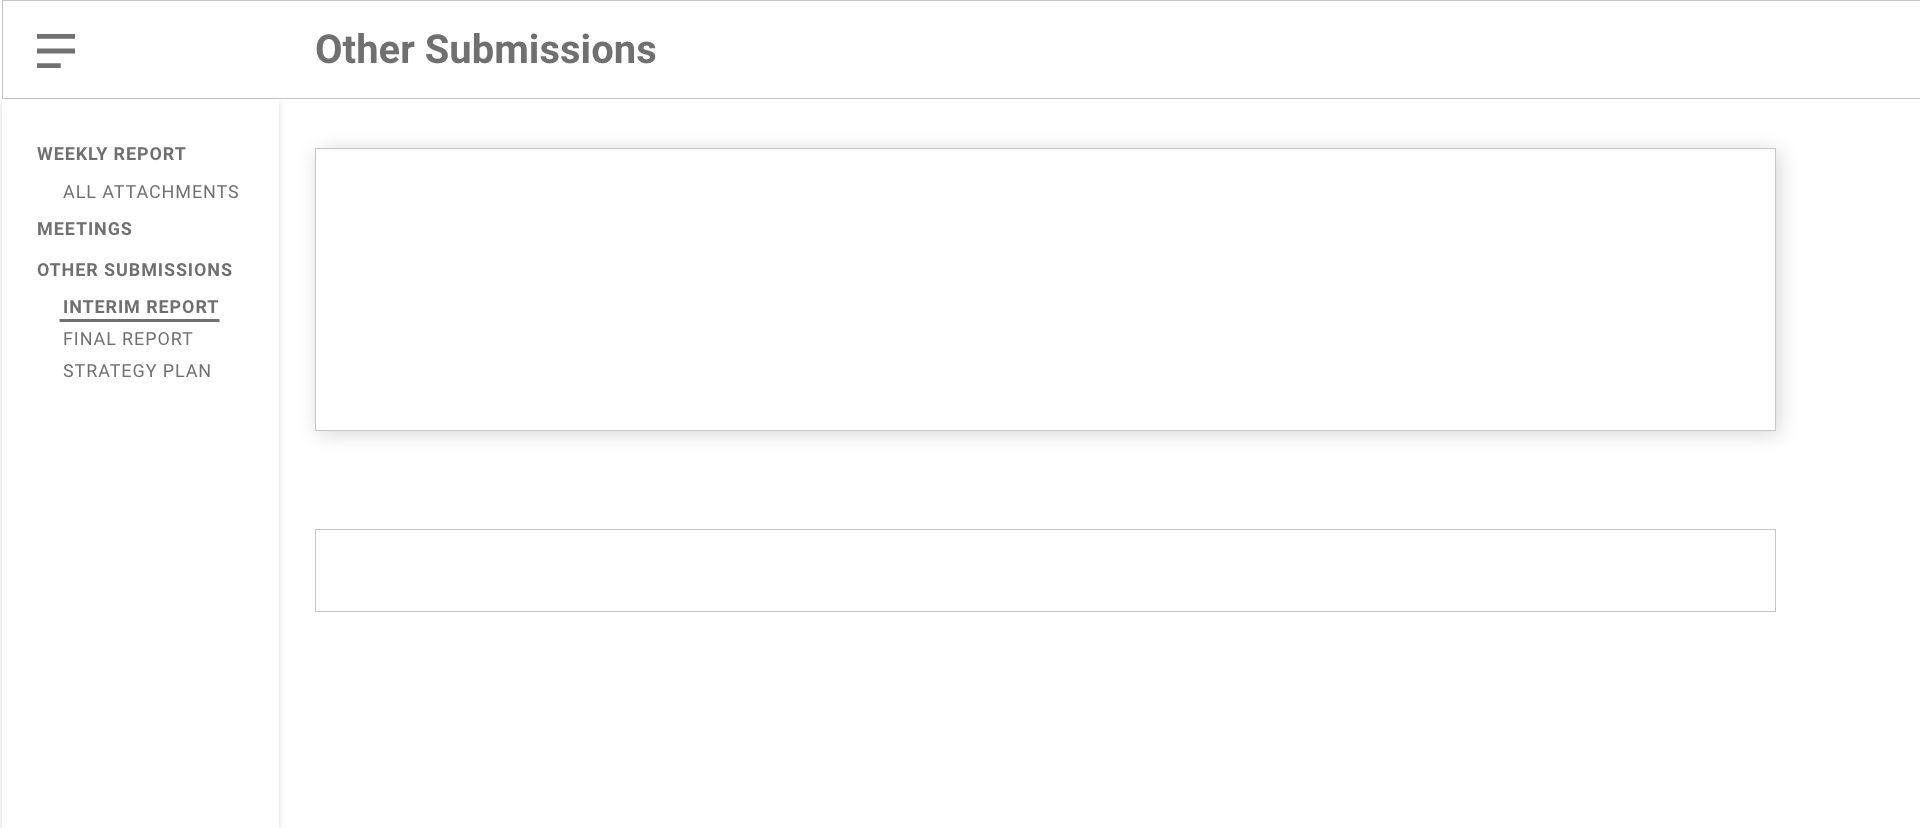 Other Submissions
WEEKLY REPORT
ALL ATTACHMENTS
MEETINGS
OTHER SUBMISSIONS
INTERIM REPORT
FINAL REPORT
STRATEGY PLAN